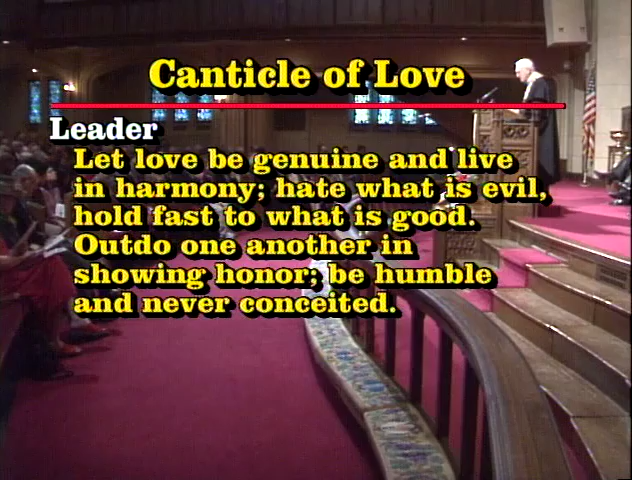 Canticle of Love
Leader
Let love be genuine and live
in harmony; hate what is evil,
hold fast to what is good.
Outdo one another in
showing honor; be humble
and never conceited.